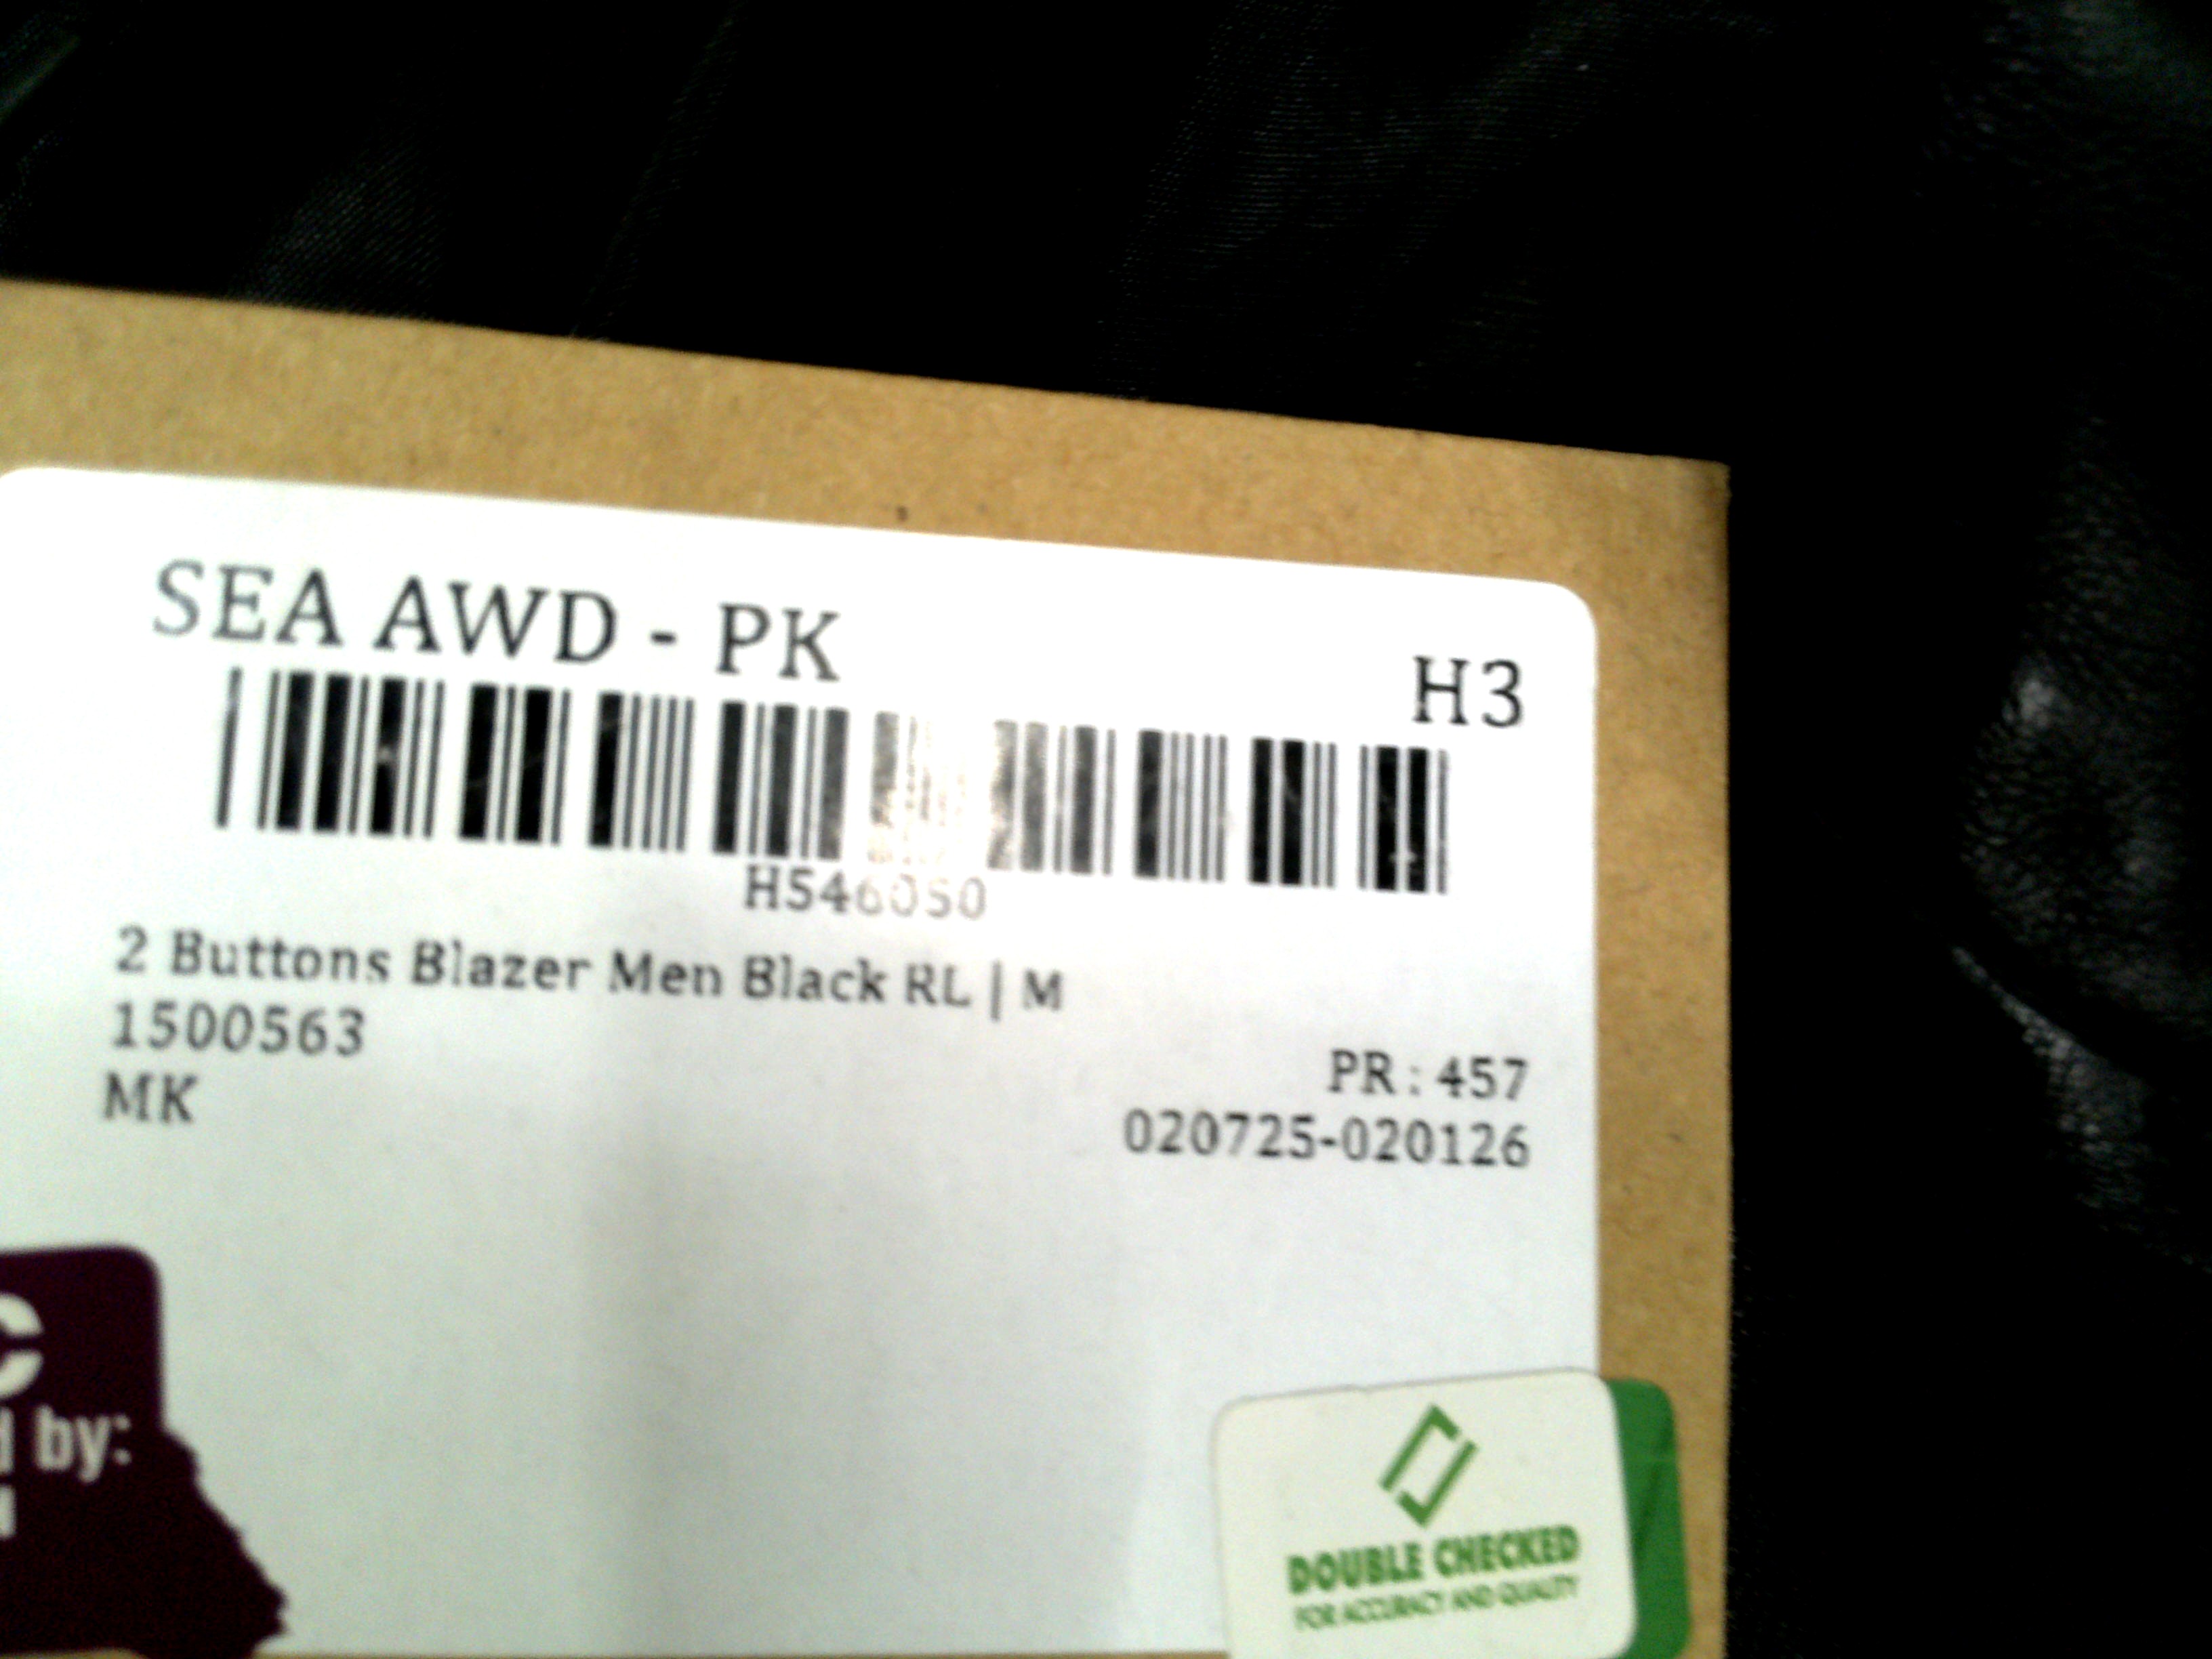 SEA AWD - PK
H3
H546050
2 Buttons Blazer Men Black RL | M
1500563
PR : 457
MK
020725-020126
C
d by:
DOUBLE CHECKED
FOR ACCURACY AND QUALITY